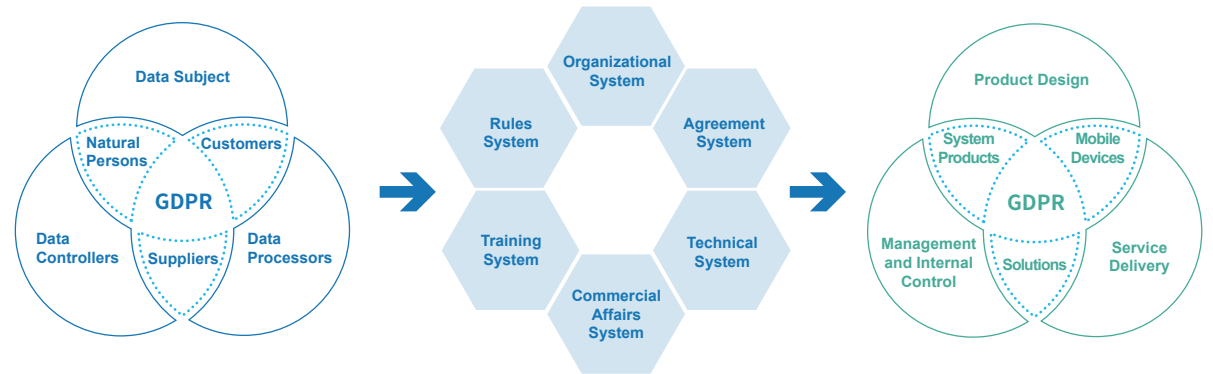 Data Subject
Natural
Persons
Customers
GDPR
Data
Controllers
Suppliers
Data
Processors
Organizational
System
Rules
System
Agreement
System
Training
System
Technical
System
Commercial
Affairs
System
Product Design
System
Products
Mobile
Devices
GDPR
Management
and Internal
Control
Solutions
Service
Delivery